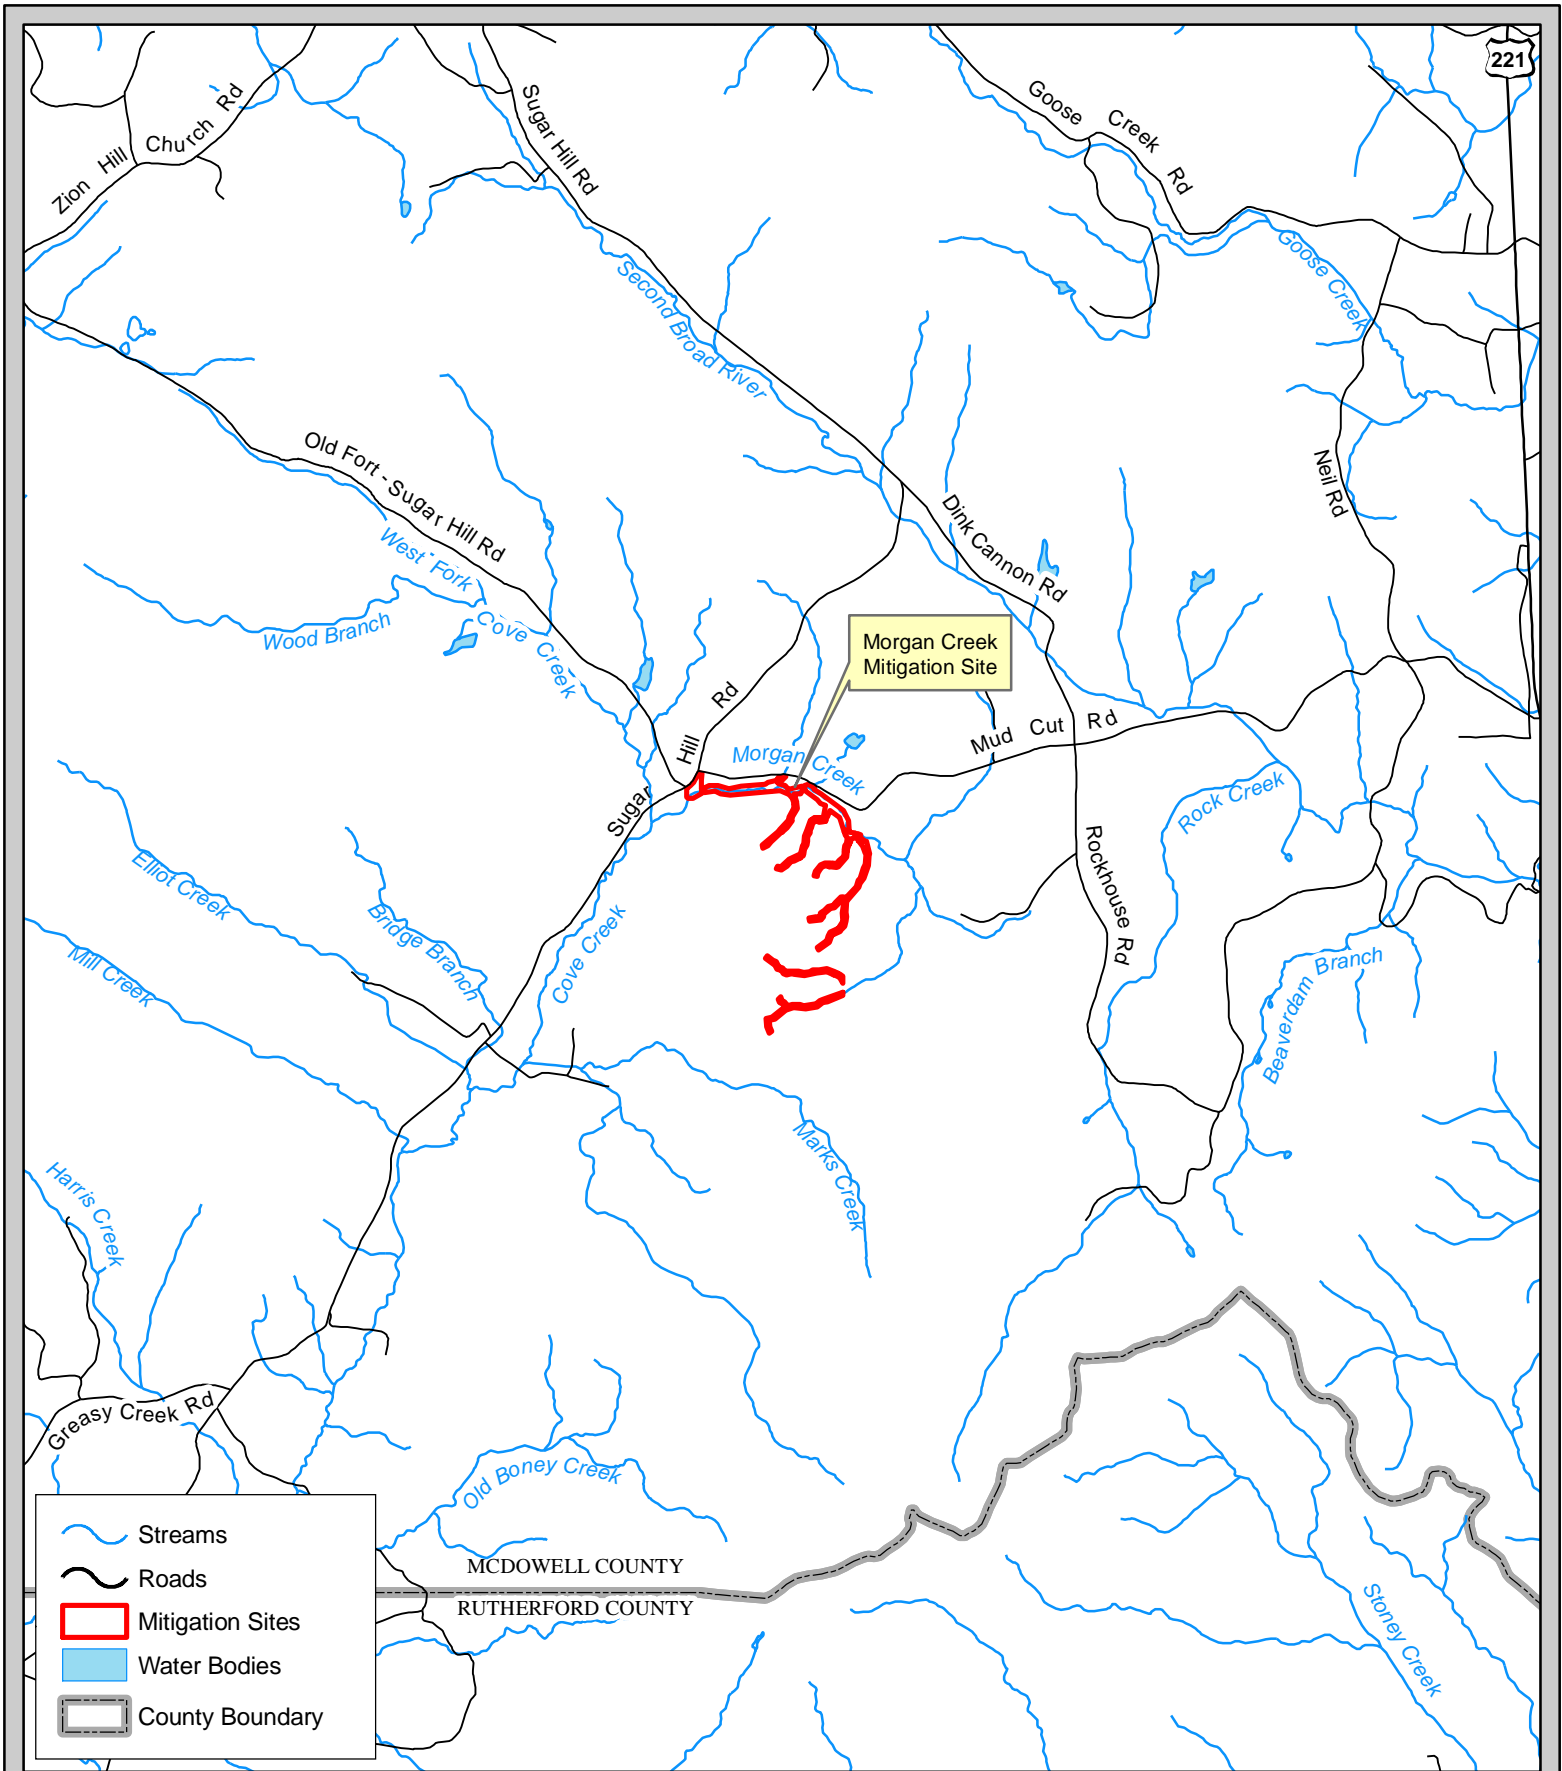 221
Goose Creek Rd
Zion Hill Church Rd
Sugar Hill Rd
Goose Creek
Second Broad River
Old Fort - Sugar Hill Rd
Neil Rd
Dink Cannon Rd
West Fork Cove Creek
Wood Branch
Morgan Creek
Mitigation Site
Sugar Hill Rd
Mud Cut Rd
Morgan Creek
Rock Creek
Rockhouse Rd
Elliot Creek
Bridge Branch
Cove Creek
Mill Creek
Beaverdam Branch
Marks Creek
Harris Creek
Greasy Creek Rd
Old Boney Creek
MCDOWELL COUNTY
RUTHERFORD COUNTY
Stoney Creek
Streams
Roads
Mitigation Sites
Water Bodies
County Boundary